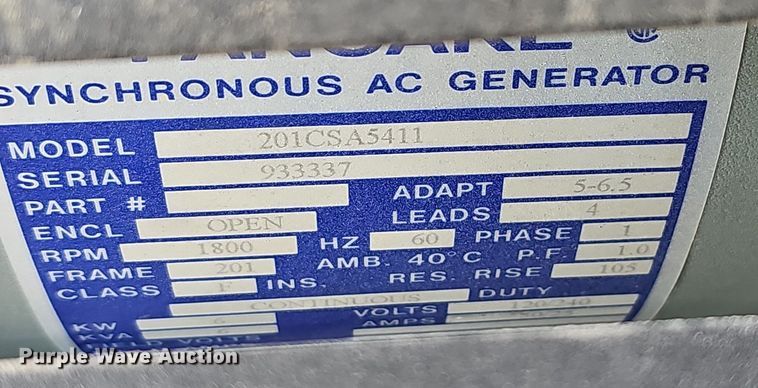 PANCAKE
SYNCHRONOUS AC GENERATOR
MODEL 201CSA5411
SERIAL 933337
PART # ADAPT 5-6.5
ENCL OPEN LEADS 4
RPM 1800 HZ 60 PHASE 1
FRAME 201 AMB. 40°C P.F. 1.0
CLASS F INS. RES. RISE 105
CONTINUOUS DUTY
KW 6 VOLTS 120/240
KVA 6 AMPS
VOLTS
Purple Wave Auction